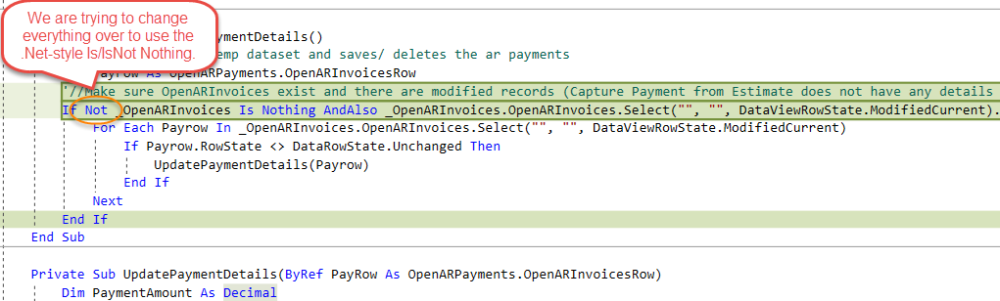 We are trying to change
everything over to use the
.Net-style Is/IsNot Nothing.
ymentDetails()
emp dataset and saves/ deletes the ar payments
Payrow As OpenARPayments.OpenARInvoicesRow
'//Make sure OpenARInvoices exist and there are modified records (Capture Payment from Estimate does not have any details
If Not _OpenARInvoices Is Nothing AndAlso _OpenARInvoices.OpenARInvoices.Select("", "", DataViewRowState.ModifiedCurrent).
For Each Payrow In _OpenARInvoices.OpenARInvoices.Select("", "", DataViewRowState.ModifiedCurrent)
If Payrow.RowState <> DataRowState.Unchanged Then
UpdatePaymentDetails(Payrow)
End If
Next
End If
End Sub
Private Sub UpdatePaymentDetails(ByRef PayRow As OpenARPayments.OpenARInvoicesRow)
Dim PaymentAmount As Decimal